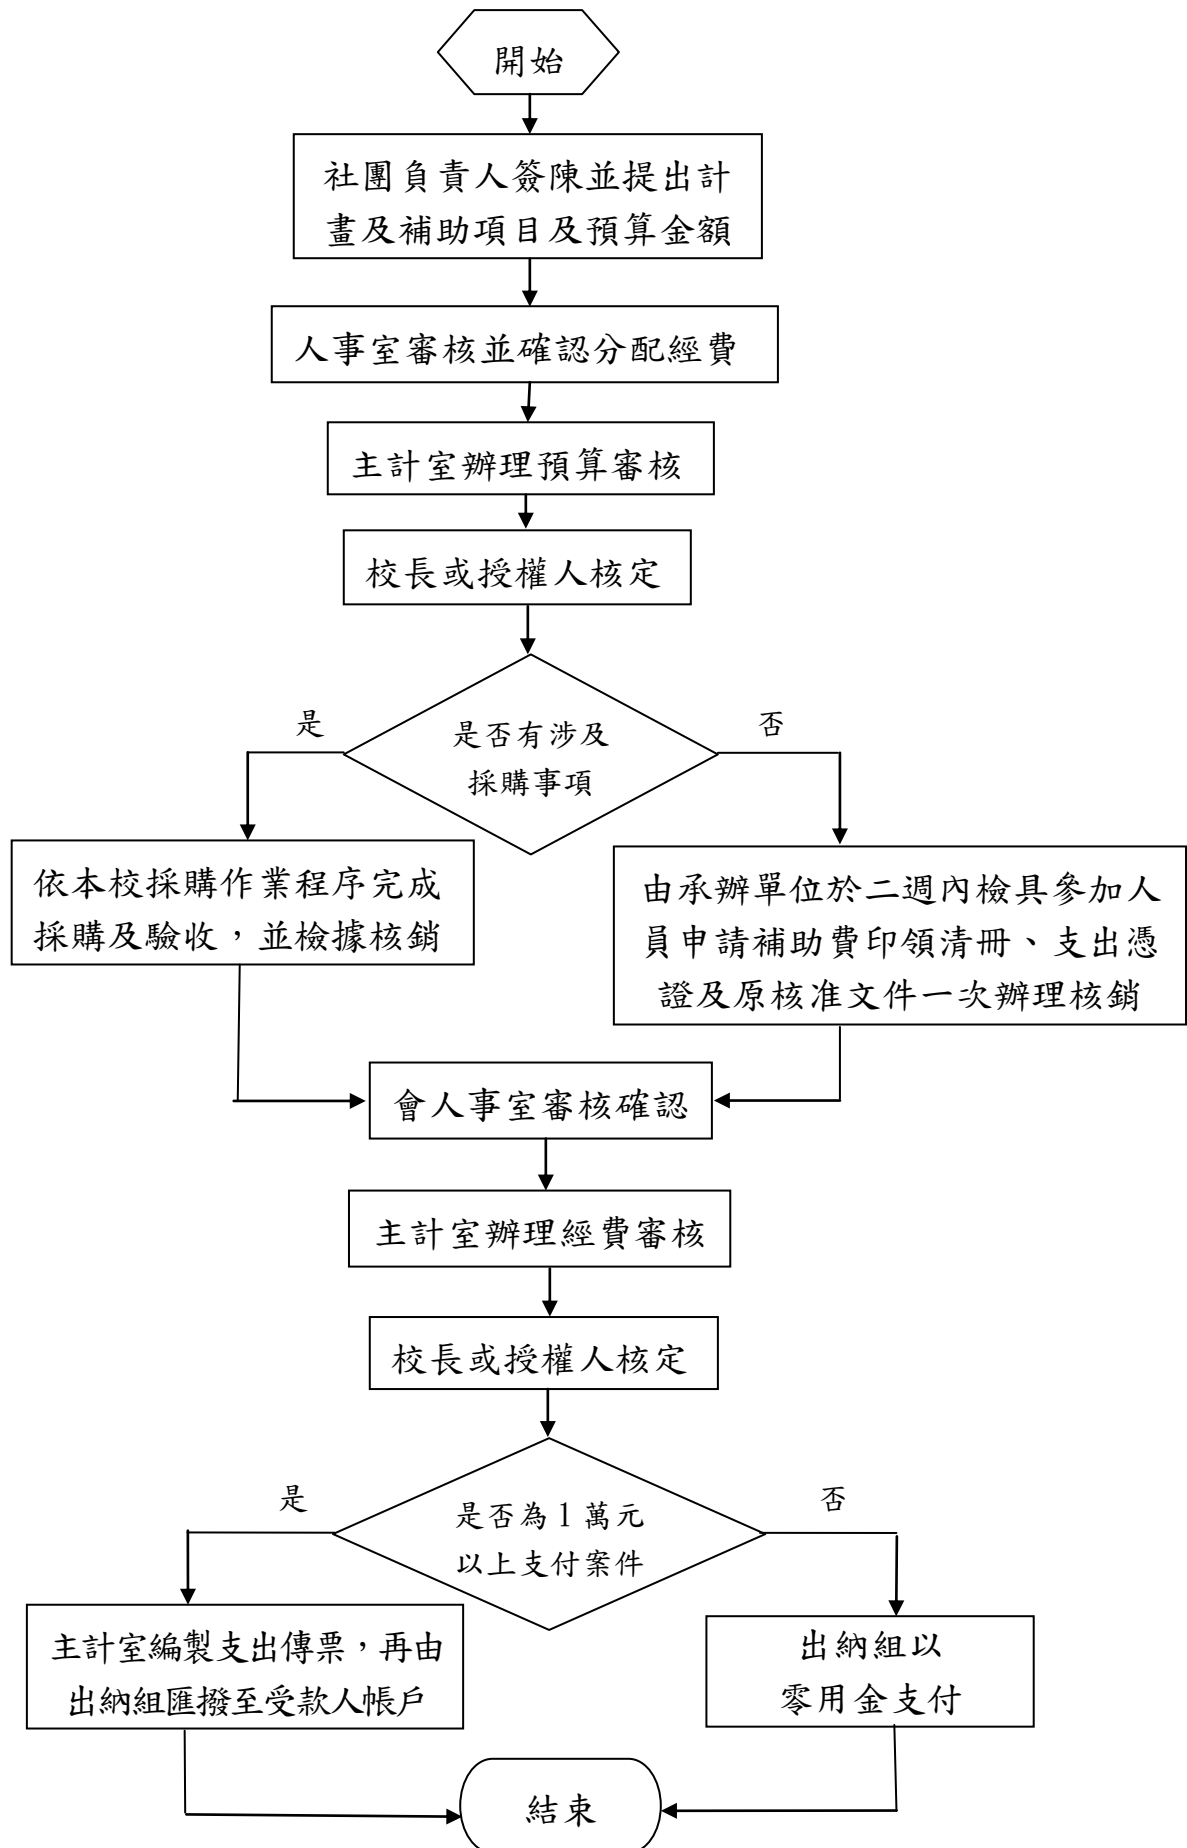 開始
社團負責人簽陳並提出計
畫及補助項目及預算金額
人事室審核並確認分配經費
主計室辦理預算審核
校長或授權人核定
是
否
是否有涉及
採購事項
依本校採購作業程序完成
採購及驗收，並檢據核銷
由承辦單位於二週內檢具參加人
員申請補助費印領清冊、支出憑
證及原核准文件一次辦理核銷
會人事室審核確認
主計室辦理經費審核
校長或授權人核定
是
否
是否為1萬元
以上支付案件
主計室編製支出傳票，再由
出納組匯撥至受款人帳戶
出納組以
零用金支付
結束